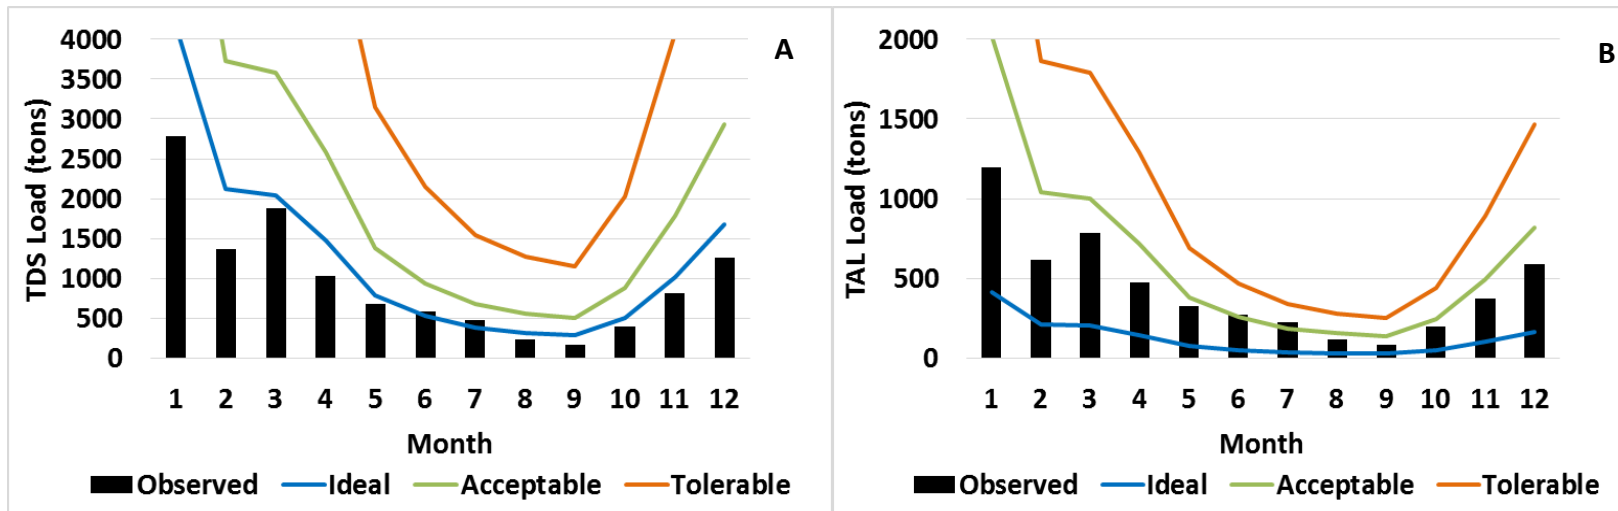 A
TDS Load (tons)
4000
3500
3000
2500
2000
1500
1000
500
0
1 2 3 4 5 6 7 8 9 10 11 12
Month
Observed Ideal Acceptable Tolerable
B
TAL Load (tons)
2000
1500
1000
500
0
1 2 3 4 5 6 7 8 9 10 11 12
Month
Observed Ideal Acceptable Tolerable